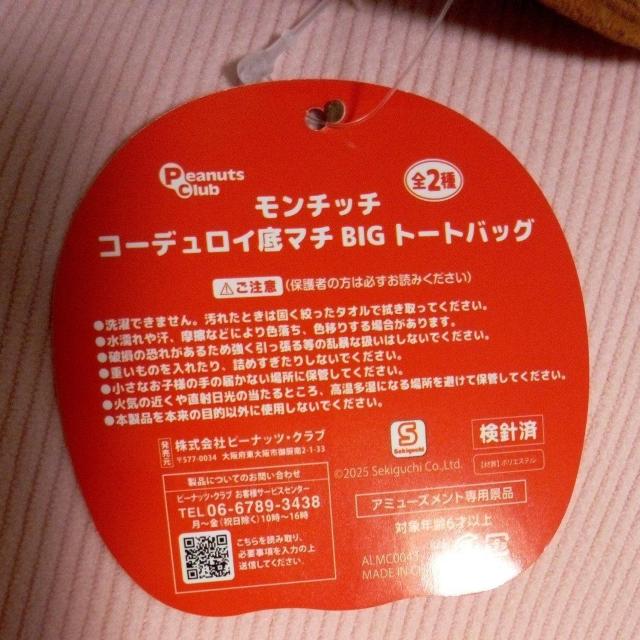 Peanuts Club
全2種
モンチッチ
コーデュロイ底マチ BIG トートバッグ
⚠ご注意 (保護者の方は必ずお読みください)
●洗濯できません。汚れたときは固く絞ったタオルで拭き取ってください。
●水濡れや汗、摩擦などにより色落ち、色移りする場合があります。
●破損の恐れがあるため強く引っ張る等の乱暴な扱いはしないでください。
●重いものを入れたり、詰めすぎたりしないでください。
●小さなお子様の手の届かない場所に保管してください。
●火気の近くや直射日光の当たるところ、高温多湿になる場所を避けて保管してください。
●本製品を本来の目的以外に使用しないでください。
発売元 株式会社ピーナッツ・クラブ
〒577-0034 大阪府東大阪市御厨南2-1-33
製品についてのお問い合わせ
ピーナッツ・クラブ お客様サービスセンター
TEL06-6789-3438
月～金(祝日除く)10時～16時
こちらを読み取り、
必要事項を入力の上
送信してください。
S Sekiguchi
検針済
©2025 Sekiguchi Co.,Ltd.
【材質】ポリエステル
アミューズメント専用景品
対象年齢6才以上
ALMC0043
MADE IN